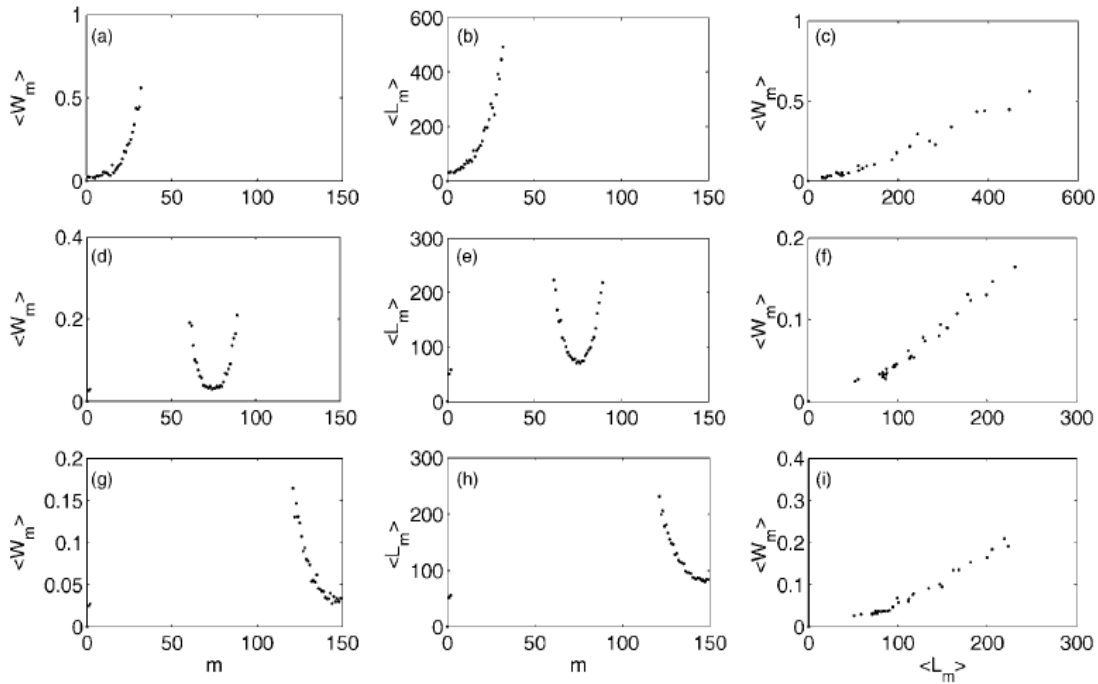 (a)
1
0.5
0
<W_m>
0 50 100 150
m
(b)
600
400
200
0
<L_m>
0 50 100 150
m
(c)
1
0.5
0
<W_m>
0 200 400 600
(d)
0.4
0.2
0
<W_m>
0 50 100 150
(e)
300
200
100
0
<L_m>
0 50 100 150
(f)
0.2
0.1
0
<W_m>
0 100 200 300
(g)
0.2
0.15
0.1
0.05
0
<W_m>
0 50 100 150
m
(h)
300
200
100
0
<L_m>
0 50 100 150
m
(i)
0.4
0.3
0.2
0.1
0
<W_m>
0 100 200 300
<L_m>